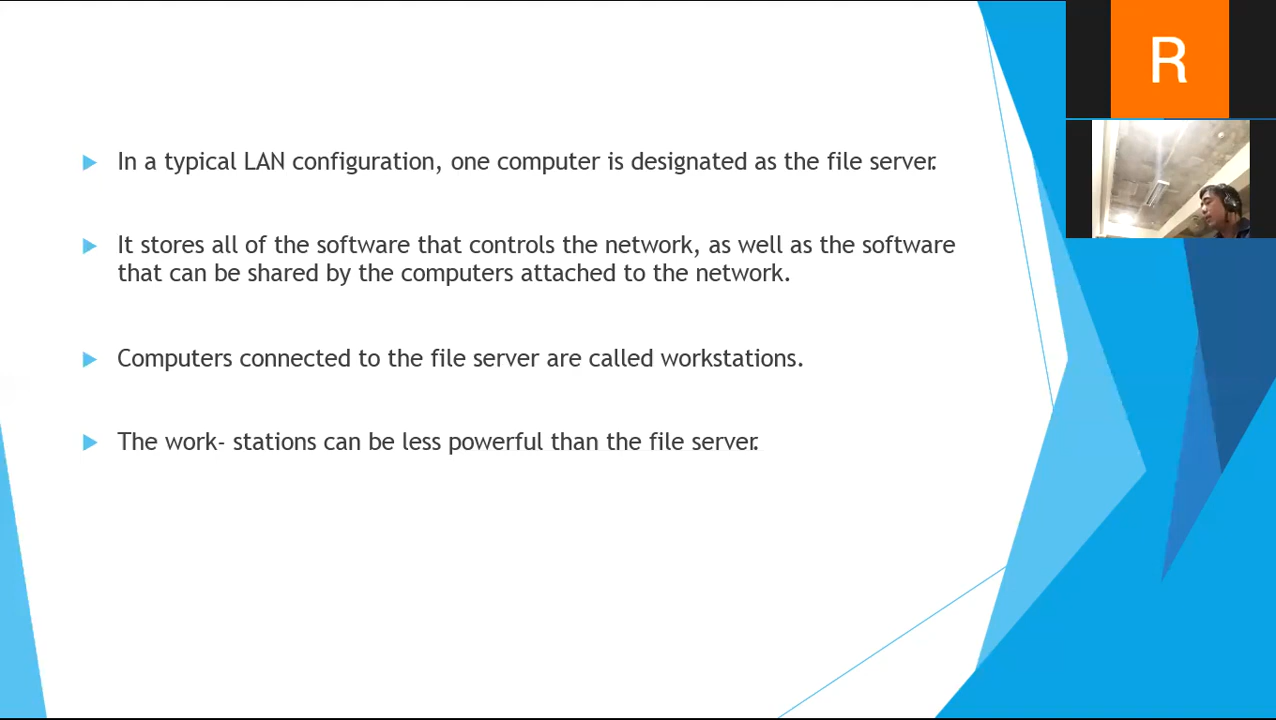 In a typical LAN configuration, one computer is designated as the file server.
It stores all of the software that controls the network, as well as the software
that can be shared by the computers attached to the network.
Computers connected to the file server are called workstations.
The work- stations can be less powerful than the file server.
R